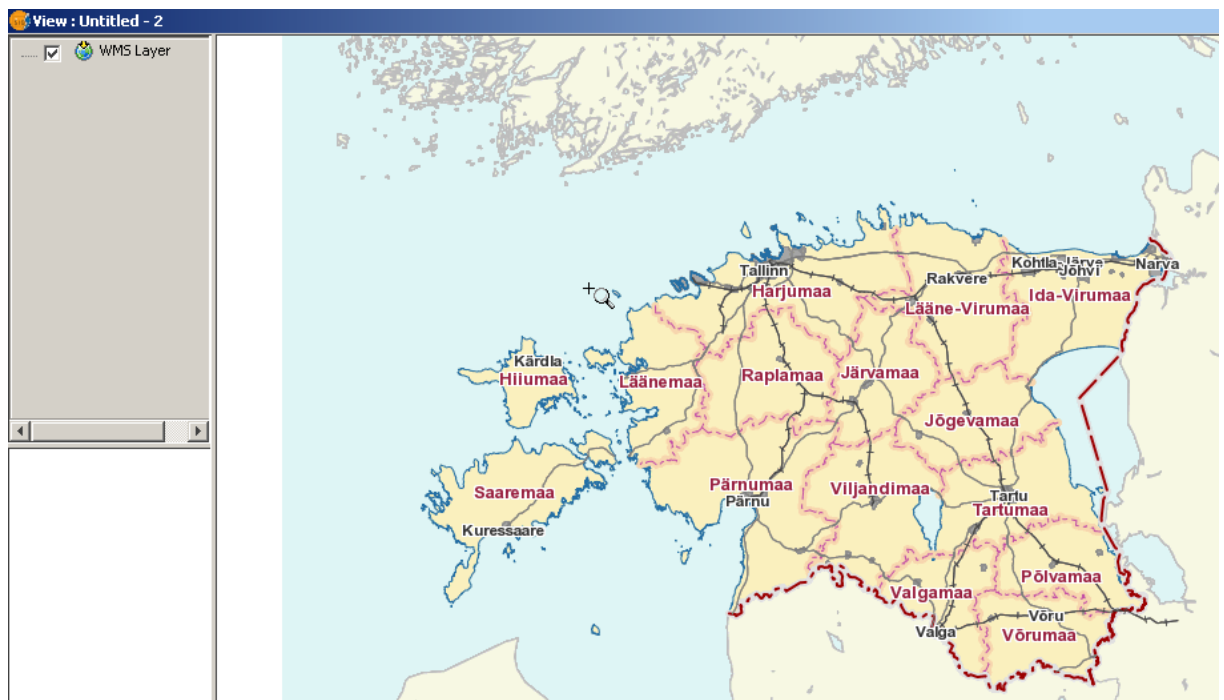 View : Untitled - 2
WMS Layer
Tallinn
Harjumaa
Rakvere
Lääne-Virumaa
Kohtla-Järve
Jõhvi
Ida-Virumaa
Narva
Kärdla
Hiiumaa
Läänemaa
Raplamaa
Järvamaa
Jõgevamaa
Saaremaa
Kuressaare
Pärnumaa
Pärnu
Viljandimaa
Tartu
Tartumaa
Põlvamaa
Valgamaa
Võru
Valga
Võrumaa